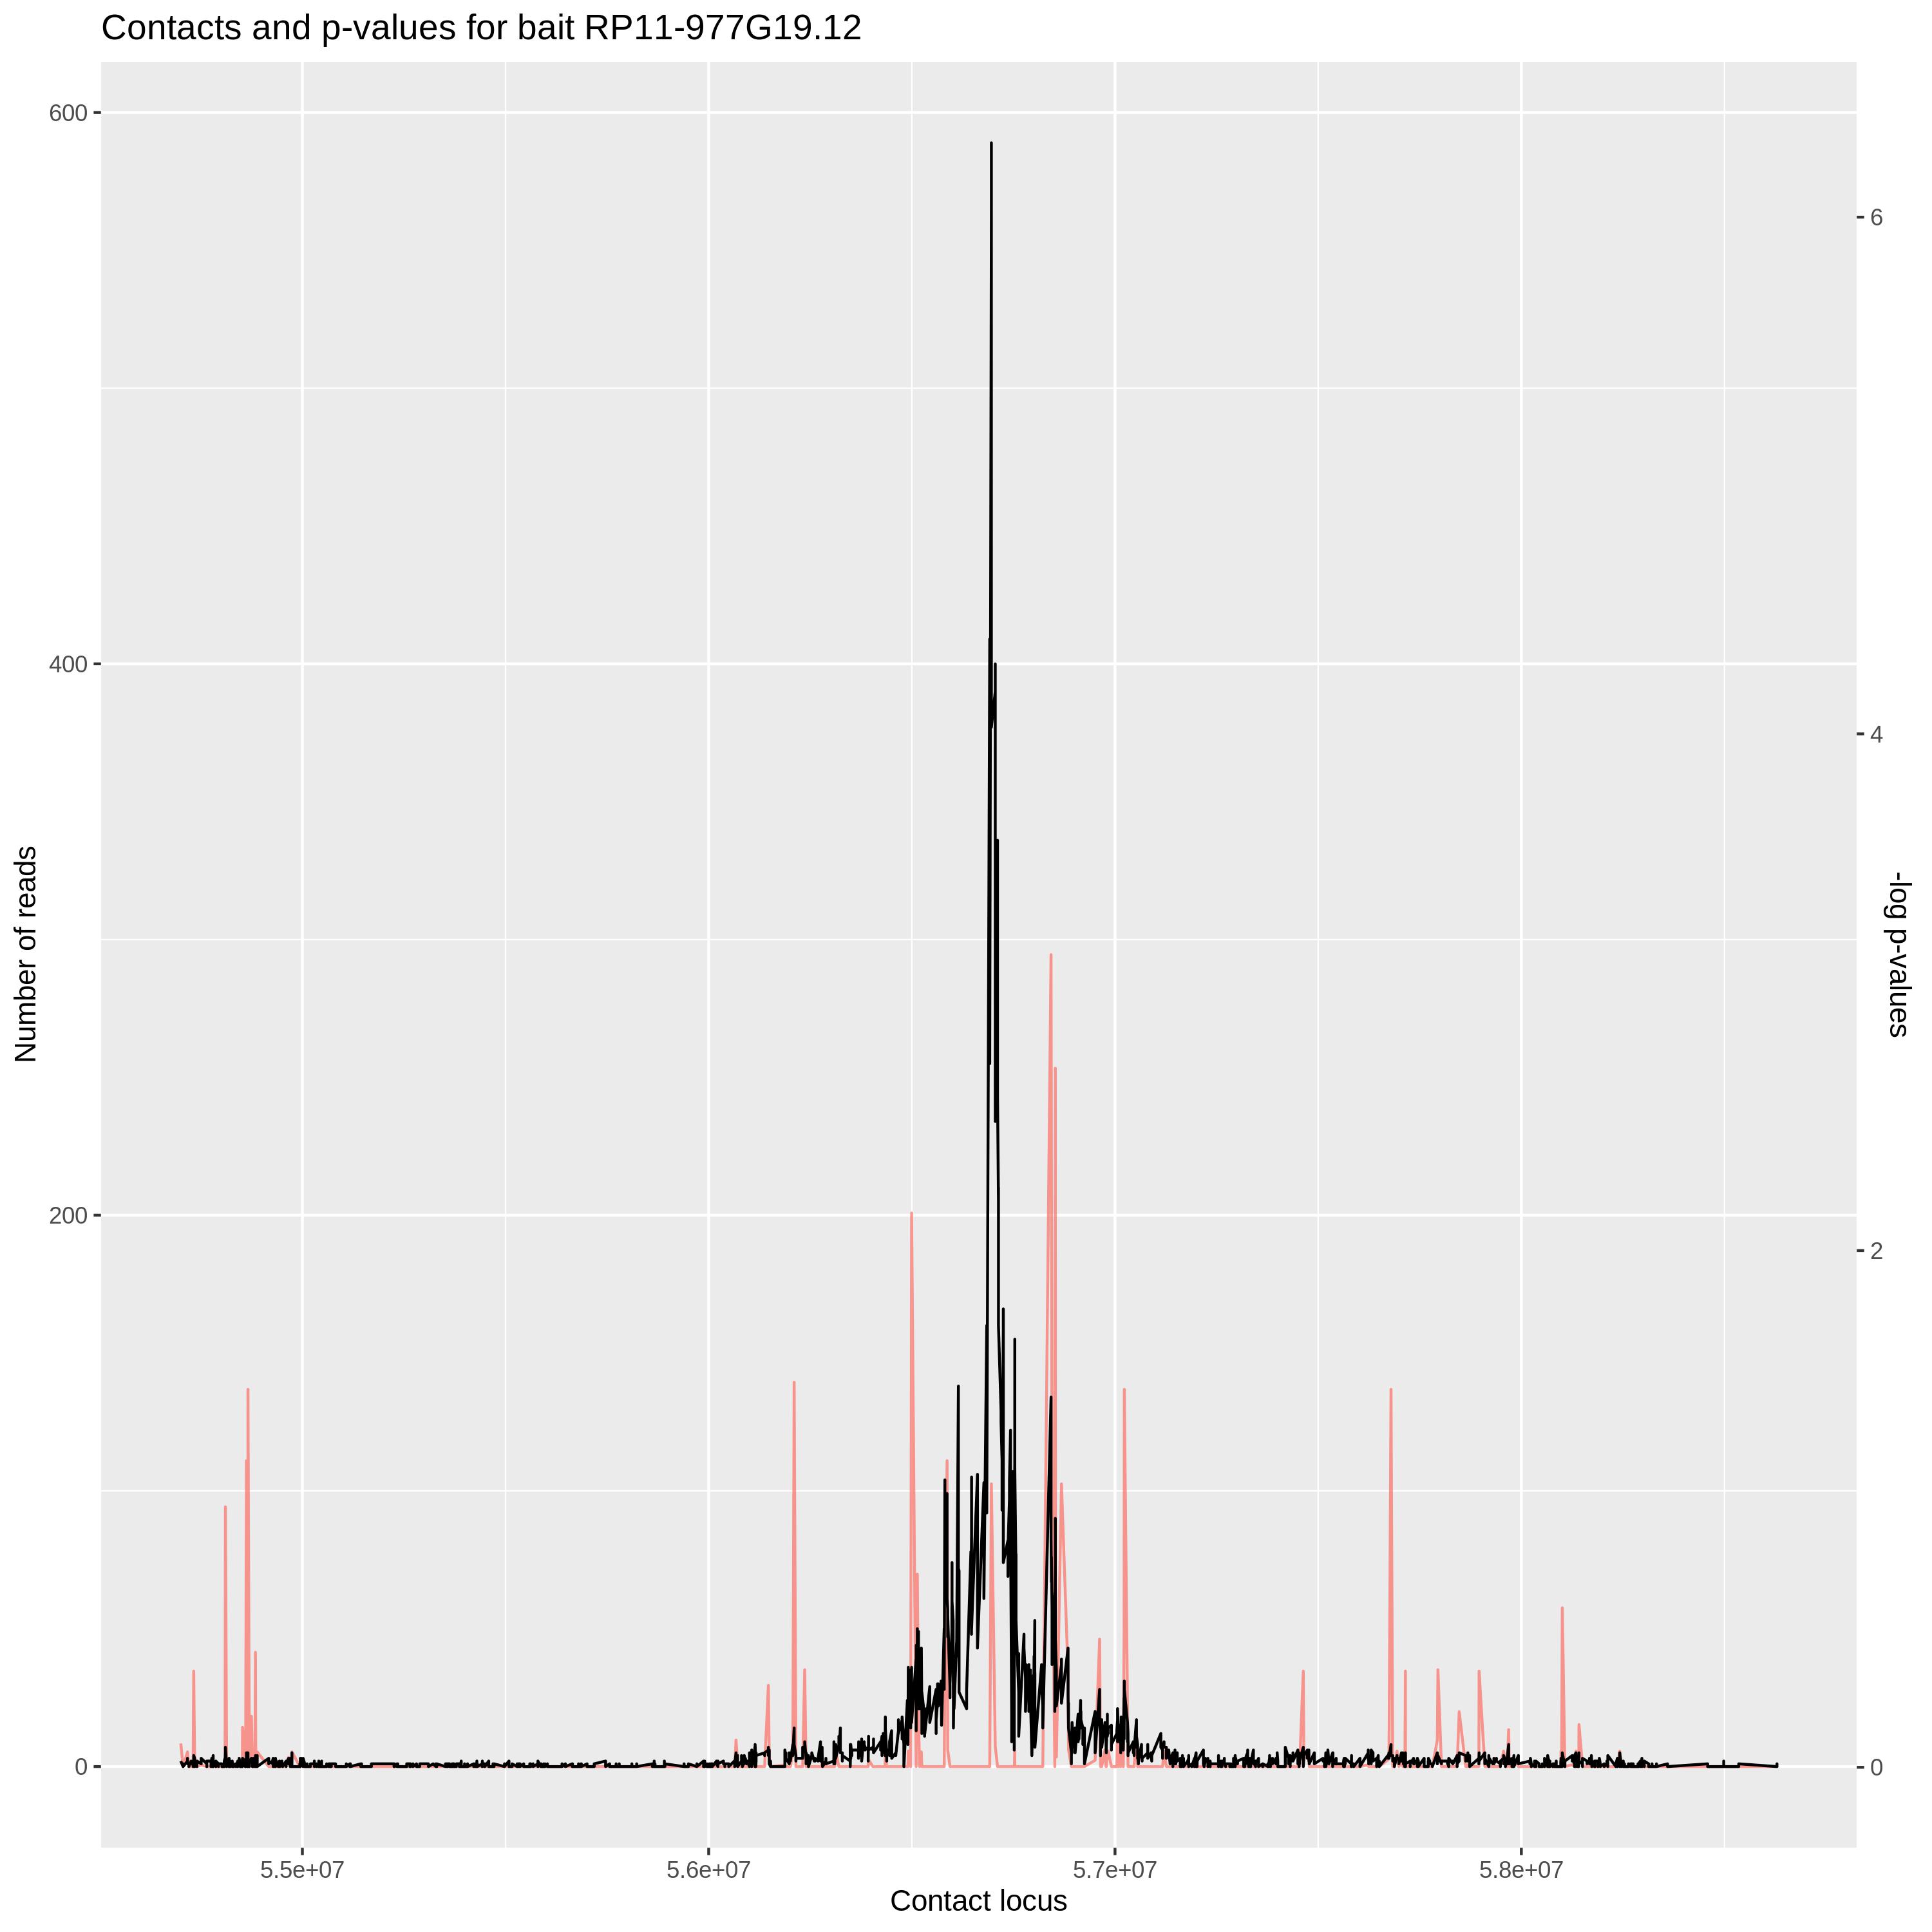 Contacts and p-values for bait RP11-977G19.12
600
400
200
0
Number of reads
6
4
2
0
-log p-values
5.5e+07
5.6e+07
5.7e+07
5.8e+07
Contact locus